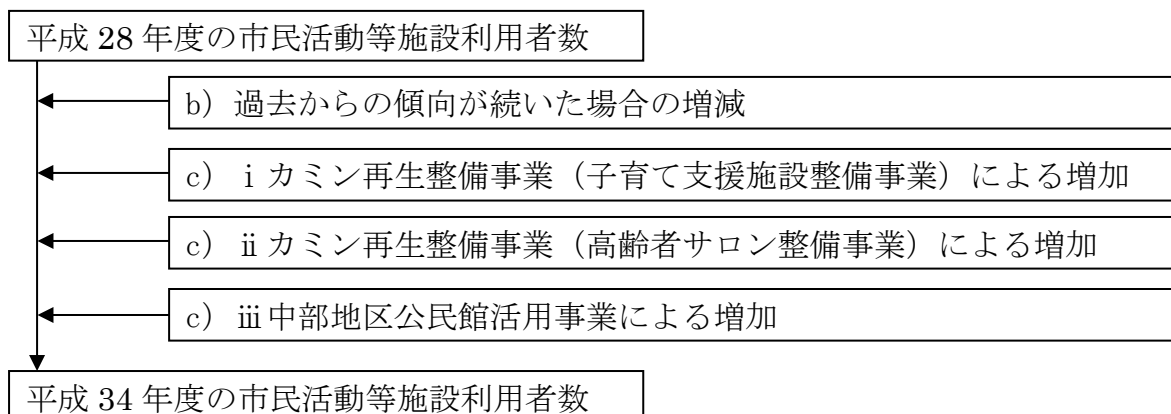 平成 28 年度の市民活動等施設利用者数
b）過去からの傾向が続いた場合の増減
c）ⅰカミン再生整備事業（子育て支援施設整備事業）による増加
c）ⅱカミン再生整備事業（高齢者サロン整備事業）による増加
c）ⅲ中部地区公民館活用事業による増加
平成 34 年度の市民活動等施設利用者数